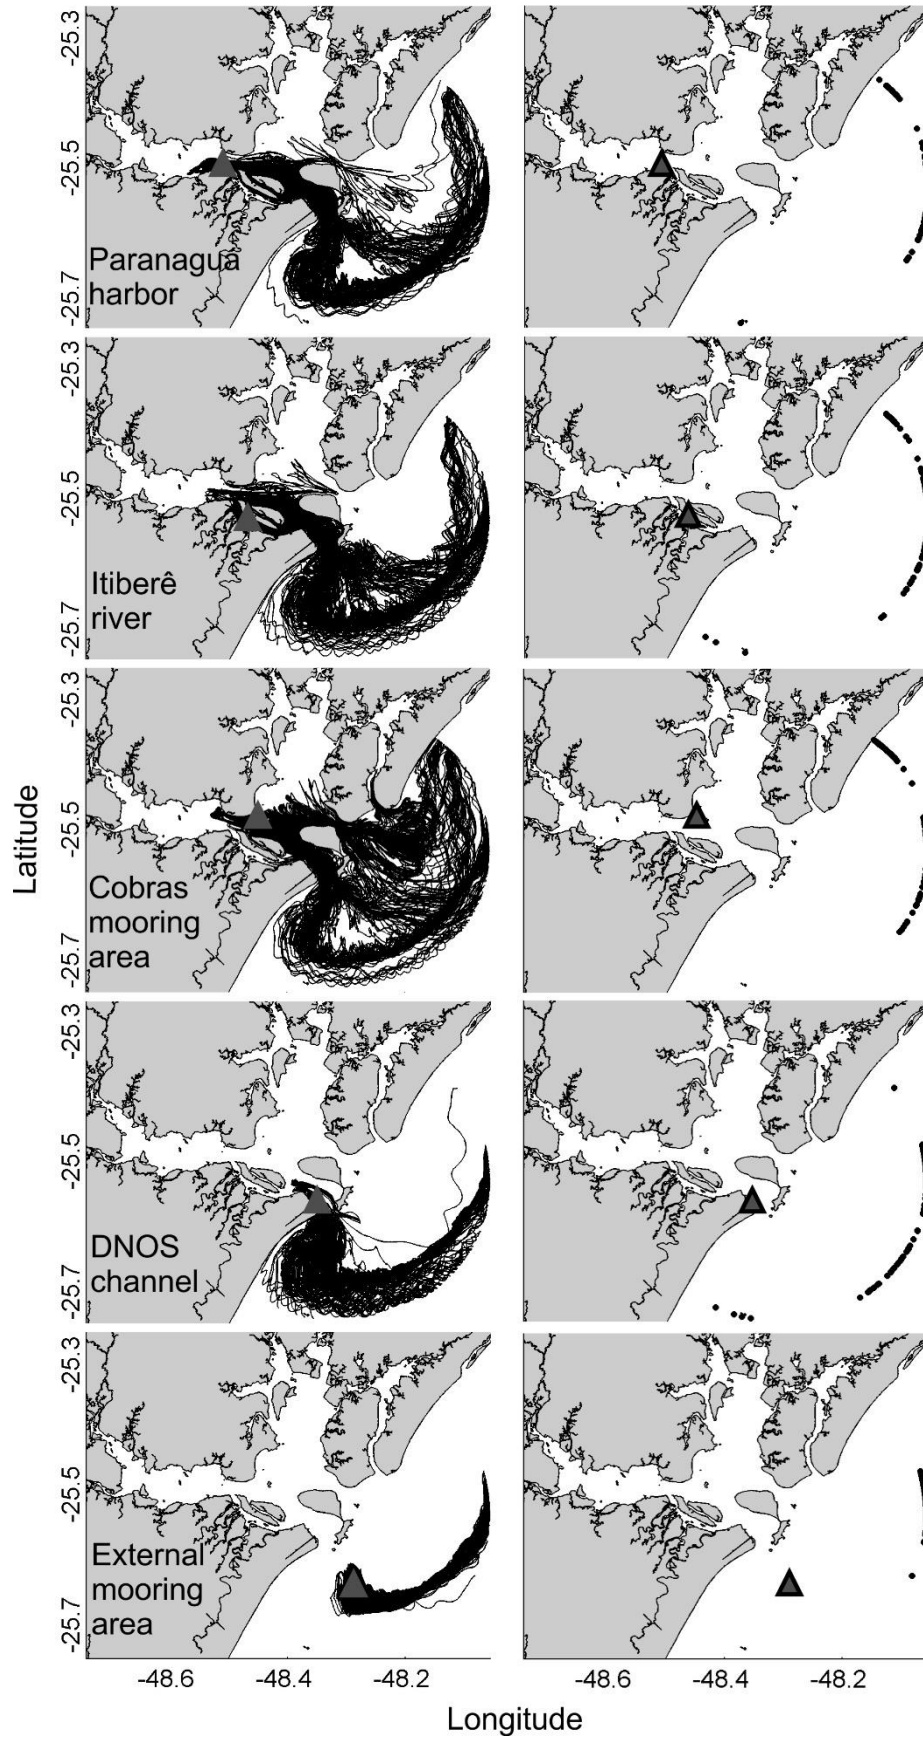 -25.3
-25.5
-25.7
Paranagua
harbor
-25.3
-25.5
-25.7
Itiberê
river
Latitude
-25.3
-25.5
-25.7
Cobras
mooring
area
-25.3
-25.5
-25.7
DNOS
channel
-25.3
-25.5
-25.7
External
mooring
area
-48.6 -48.4 -48.2 -48.6 -48.4 -48.2
Longitude